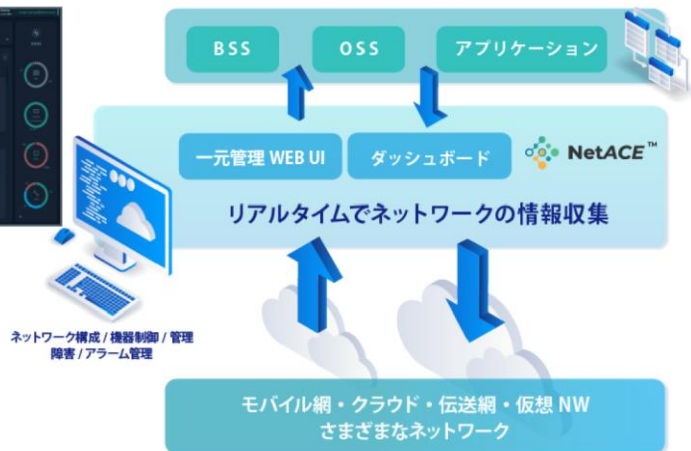 BSS
OSS
アプリケーション
一元管理 WEB UI
ダッシュボード
NetACE™
リアルタイムでネットワークの情報収集
ネットワーク構成 / 機器制御 / 管理
障害 / アラーム管理
モバイル網・クラウド・伝送網・仮想 NW
さまざまなネットワーク